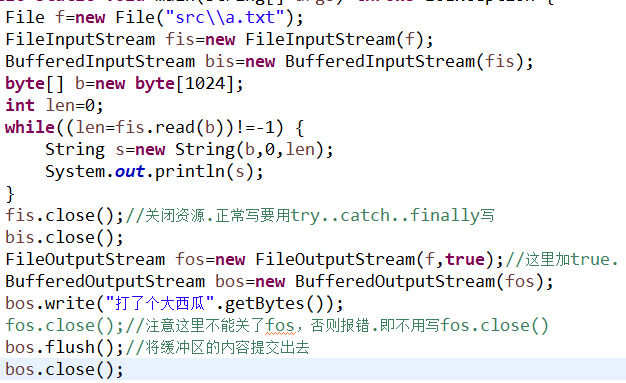 File f=new File("src\\a.txt");
FileInputStream fis=new FileInputStream(f);
BufferedInputStream bis=new BufferedInputStream(fis);
byte[] b=new byte[1024];
int len=0;
while((len=fis.read(b))!=-1) {
    String s=new String(b,0,len);
    System.out.println(s);
}
fis.close();//关闭资源.正常写要用try..catch..finally写
bis.close();
FileOutputStream fos=new FileOutputStream(f,true);//这里加true.
BufferedOutputStream bos=new BufferedOutputStream(fos);
bos.write("打了个大西瓜".getBytes());
fos.close();//注意这里不能关了fos，否则报错.即不用写fos.close()
bos.flush();//将缓冲区的内容提交出去
bos.close();